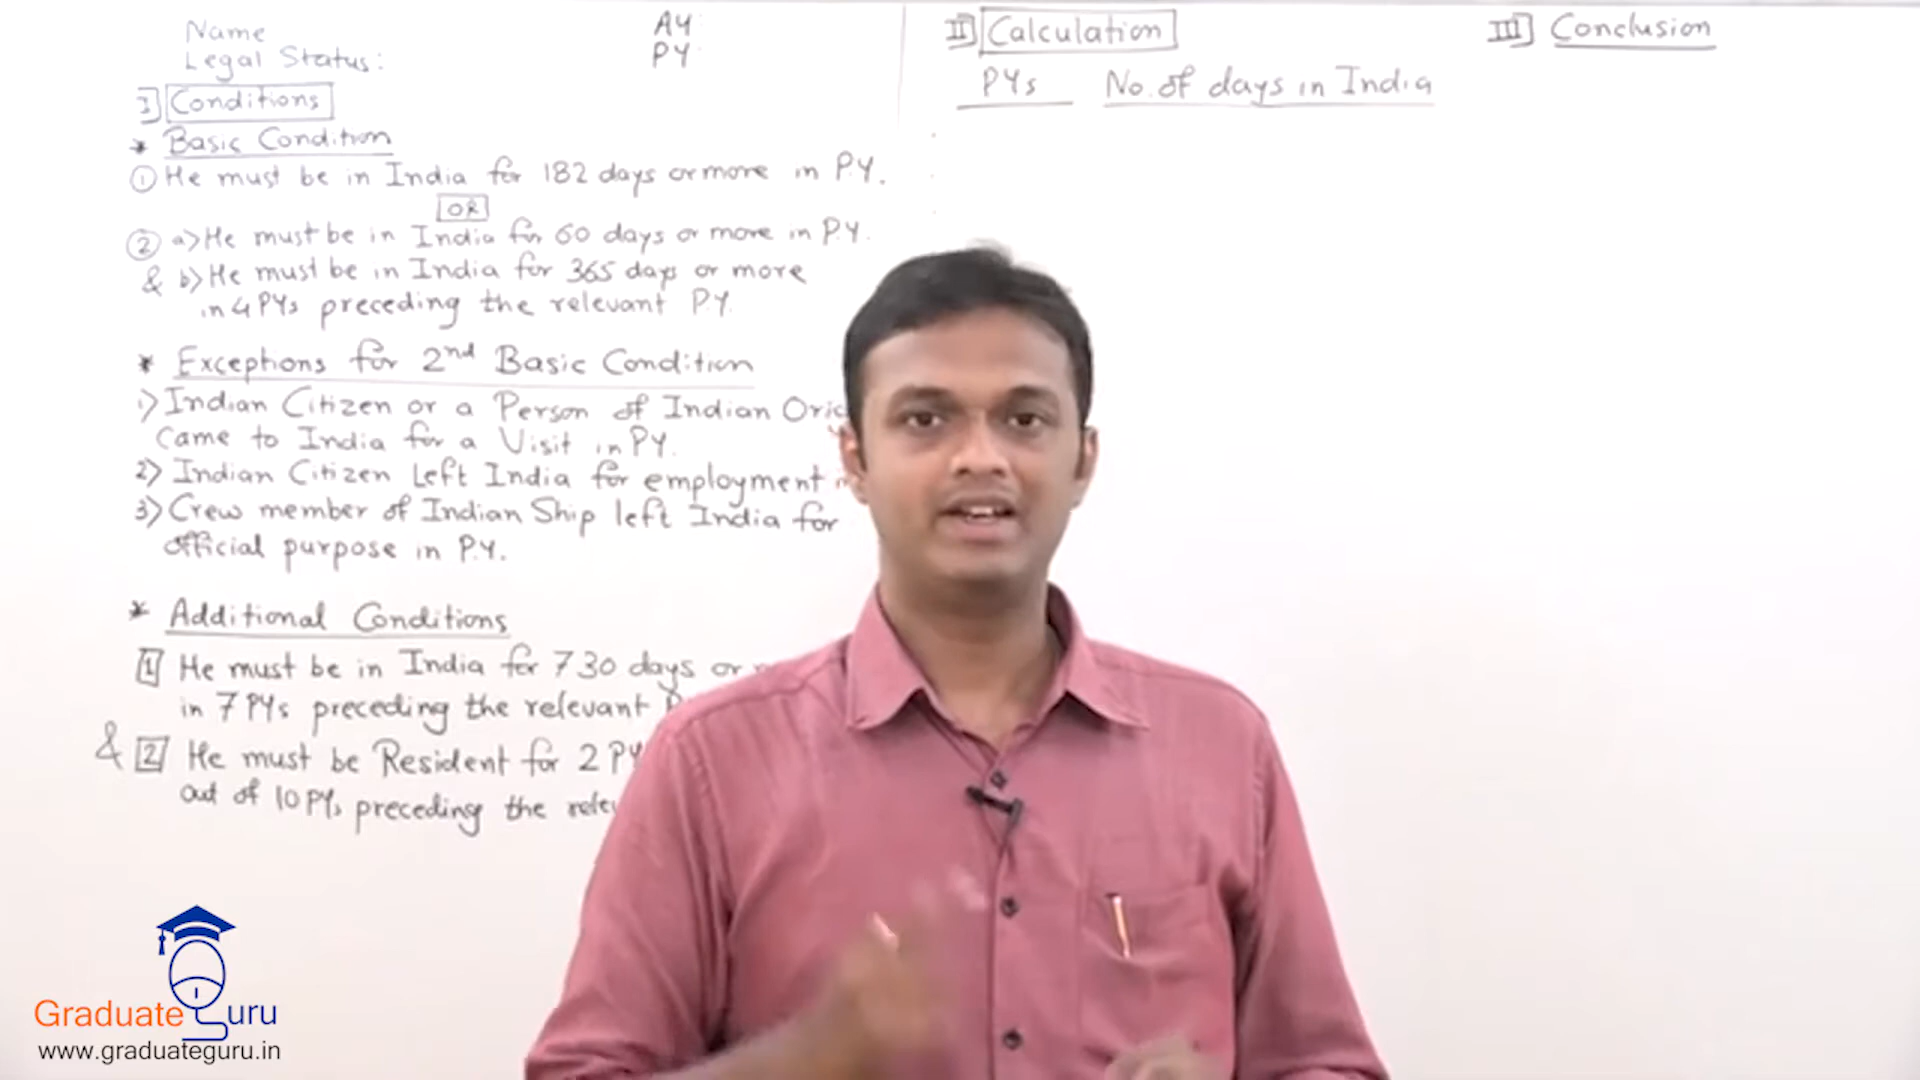 Name
Legal Status:
AY:
PY:
I] Conditions
* Basic Condition
① He must be in India for 182 days or more in P.Y.
OR
② a) He must be in India for 60 days or more in P.Y.
& b) He must be in India for 365 days or more
in 4 PYs preceding the relevant P.Y.
* Exceptions for 2nd Basic Condition
1) Indian Citizen or a Person of Indian
Came to India for a Visit in PY.
2) Indian Citizen Left India for employment
3) Crew member of Indian Ship left India for
official purpose in P.Y.
* Additional Conditions
1 He must be in India for 730 days or
in 7 PYs preceding the relevant
& 2 He must be Resident for 2 PY
out of 10 PYs preceding the
II] Calculation
PYs No. of days in India
III] Conclusion
Graduate Guru
www.graduateguru.in